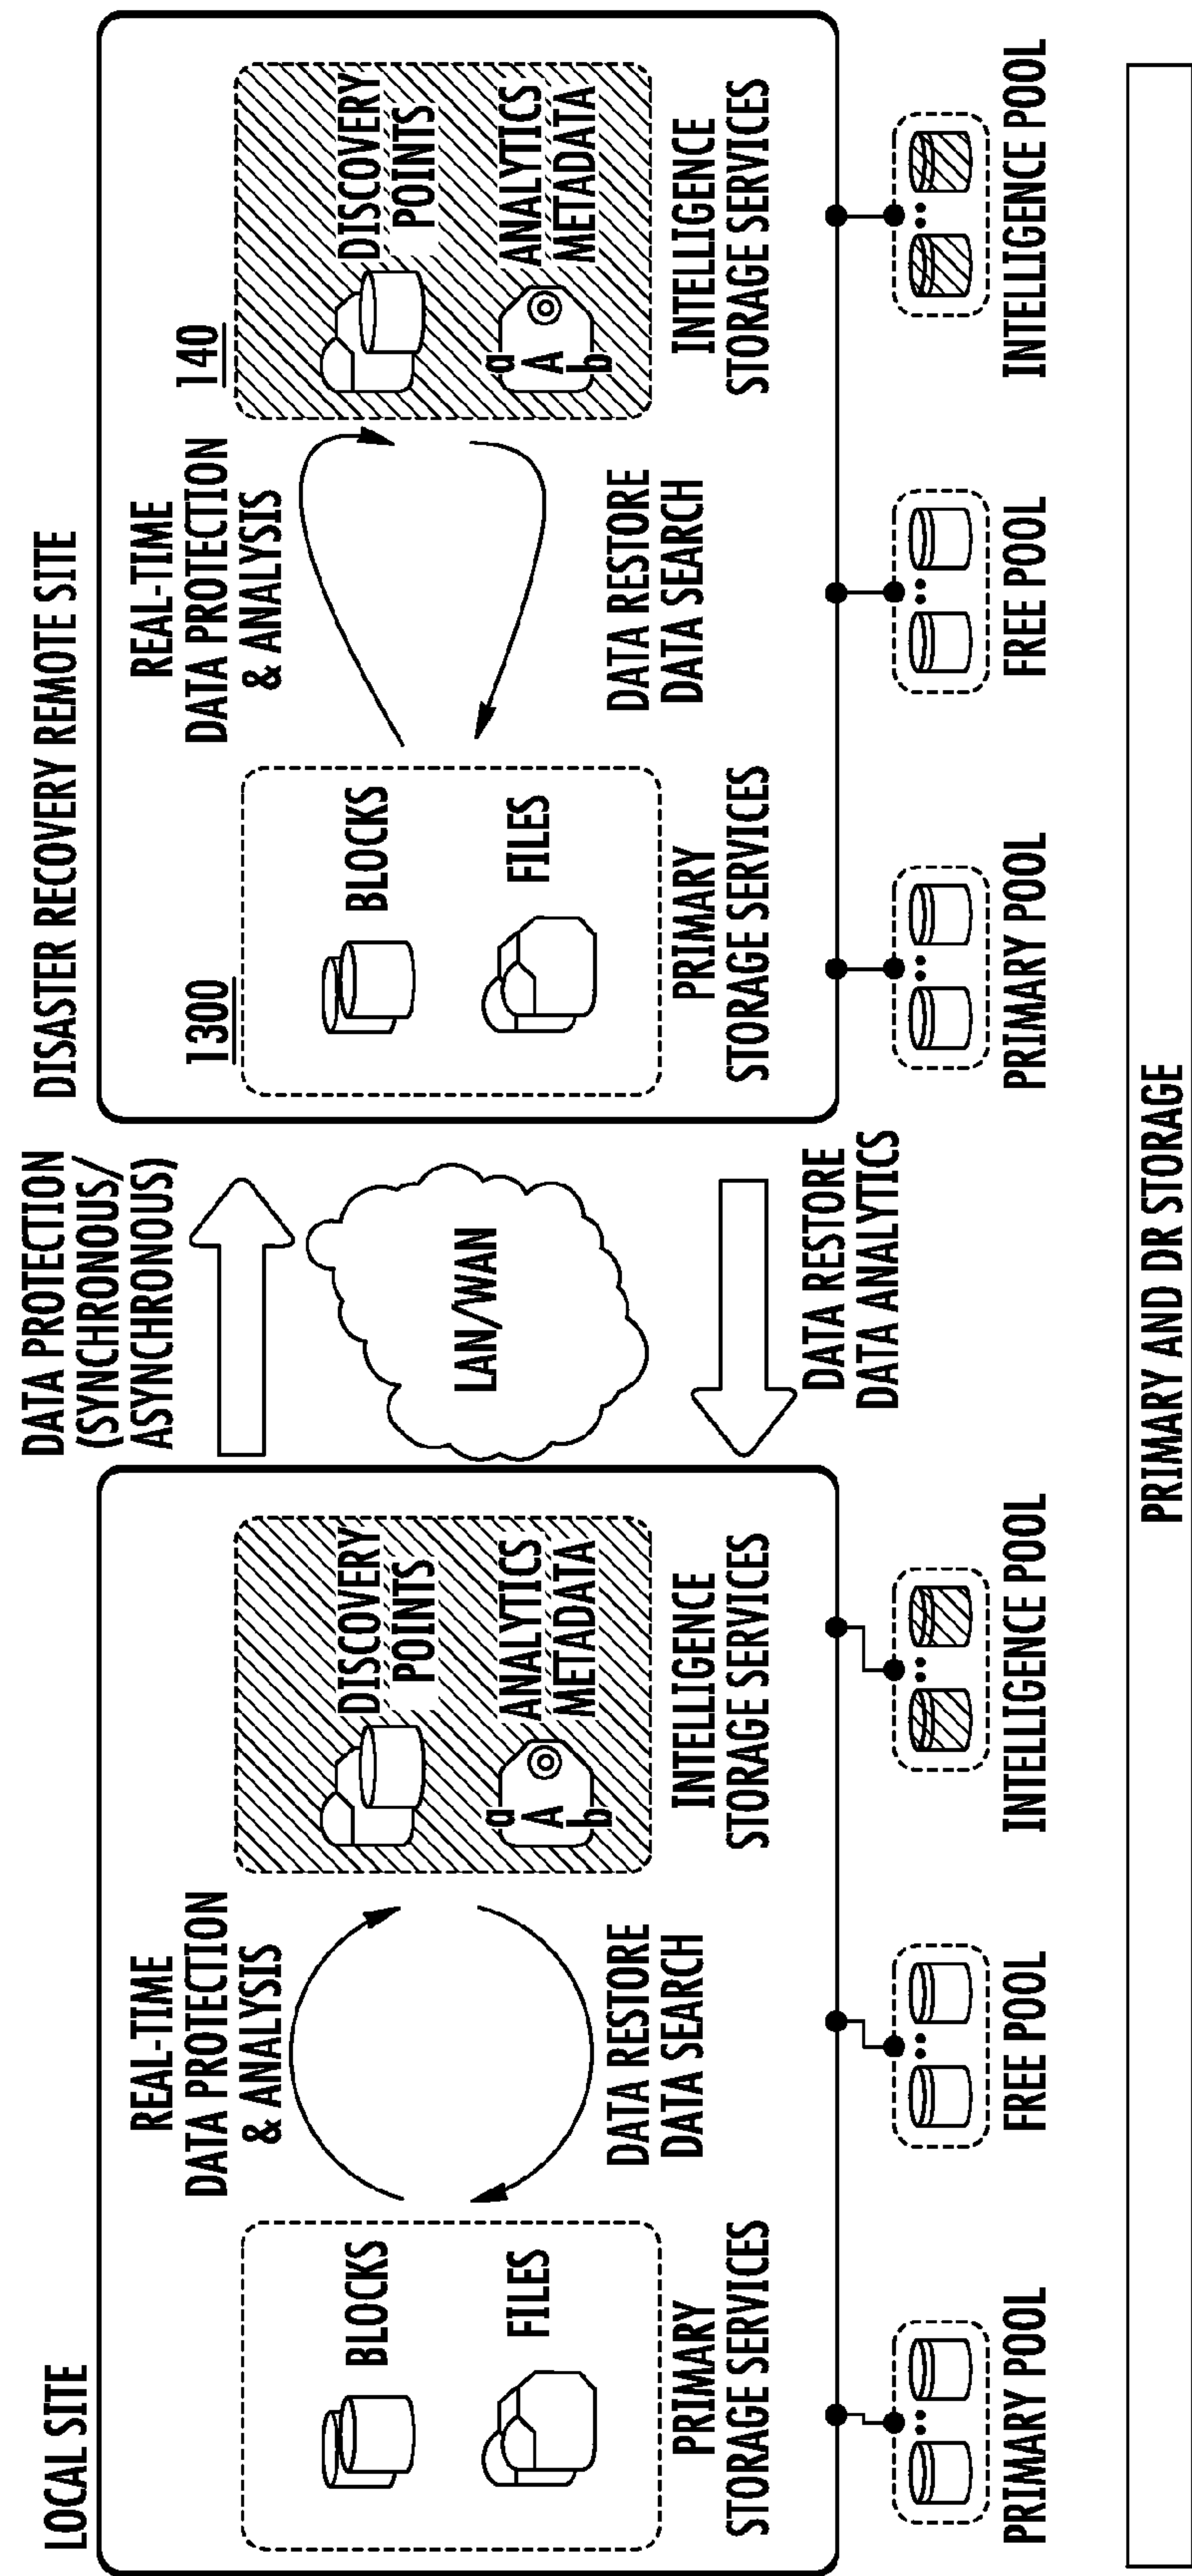 LOCAL SITE
BLOCKS
FILES
PRIMARY
STORAGE SERVICES
REAL-TIME
DATA PROTECTION
& ANALYSIS
DATA RESTORE
DATA SEARCH
DISCOVERY
POINTS
a
A
b
ANALYTICS
METADATA
INTELLIGENCE
STORAGE SERVICES
PRIMARY POOL
FREE POOL
INTELLIGENCE POOL
DATA PROTECTION
(SYNCHRONOUS/
ASYNCHRONOUS)
LAN/WAN
DATA RESTORE
DATA ANALYTICS
DISASTER RECOVERY REMOTE SITE
1300
BLOCKS
FILES
PRIMARY
STORAGE SERVICES
REAL-TIME
DATA PROTECTION
& ANALYSIS
DATA RESTORE
DATA SEARCH
140
DISCOVERY
POINTS
a
A
b
ANALYTICS
METADATA
INTELLIGENCE
STORAGE SERVICES
PRIMARY POOL
FREE POOL
INTELLIGENCE POOL
PRIMARY AND DR STORAGE